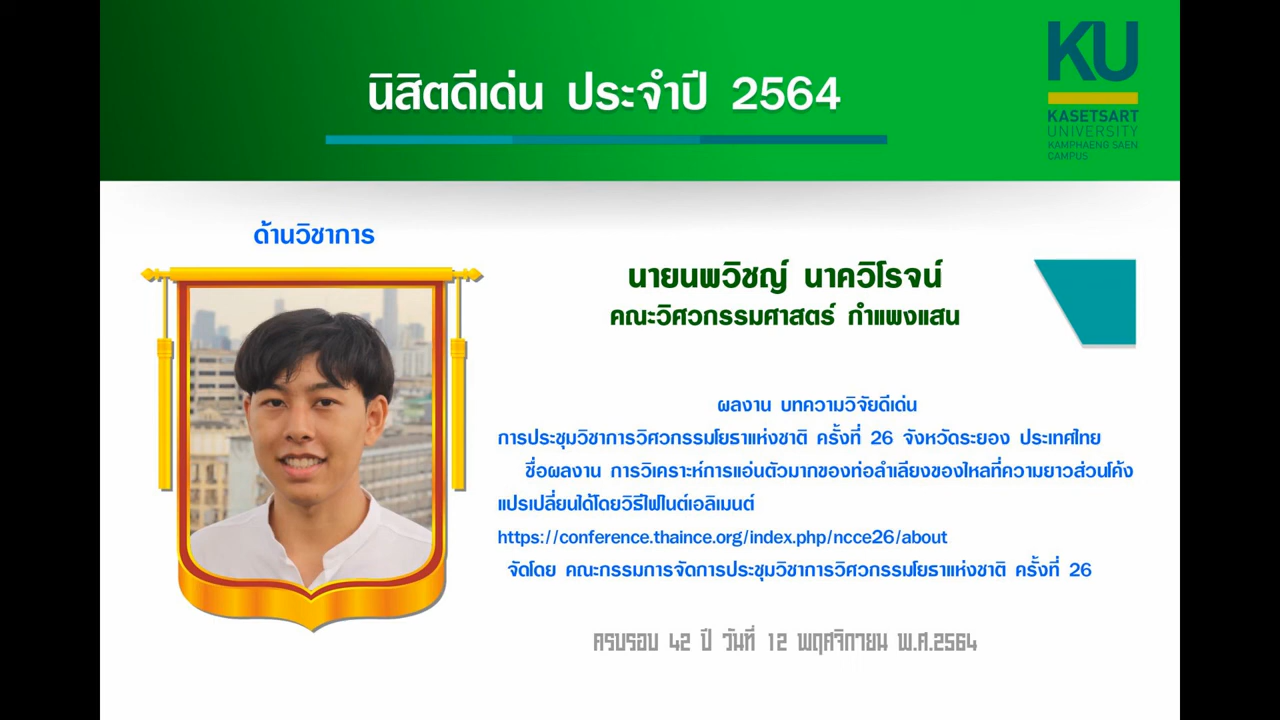 นิสิตดีเด่น ประจำปี 2564
KU
KASETSART
UNIVERSITY
KAMPHAENG SAEN
CAMPUS
ด้านวิชาการ
นายนพวิชญ์ นาควิโรจน์
คณะวิศวกรรมศาสตร์ กำแพงแสน
ผลงาน บทความวิจัยดีเด่น
การประชุมวิชาการวิศวกรรมโยธาแห่งชาติ ครั้งที่ 26 จังหวัดระยอง ประเทศไทย
ชื่อผลงาน การวิเคราะห์การแอ่นตัวมากของท่อลำเลียงของไหลที่ความยาวส่วนโค้ง
แปรเปลี่ยนได้โดยวิธีไฟไนต์เอลิเมนต์
https://conference.thaince.org/index.php/ncce26/about
จัดโดย คณะกรรมการจัดการประชุมวิชาการวิศวกรรมโยธาแห่งชาติ ครั้งที่ 26
ครบรอบ 42 ปี วันที่ 12 พฤศจิกายน พ.ศ.2564